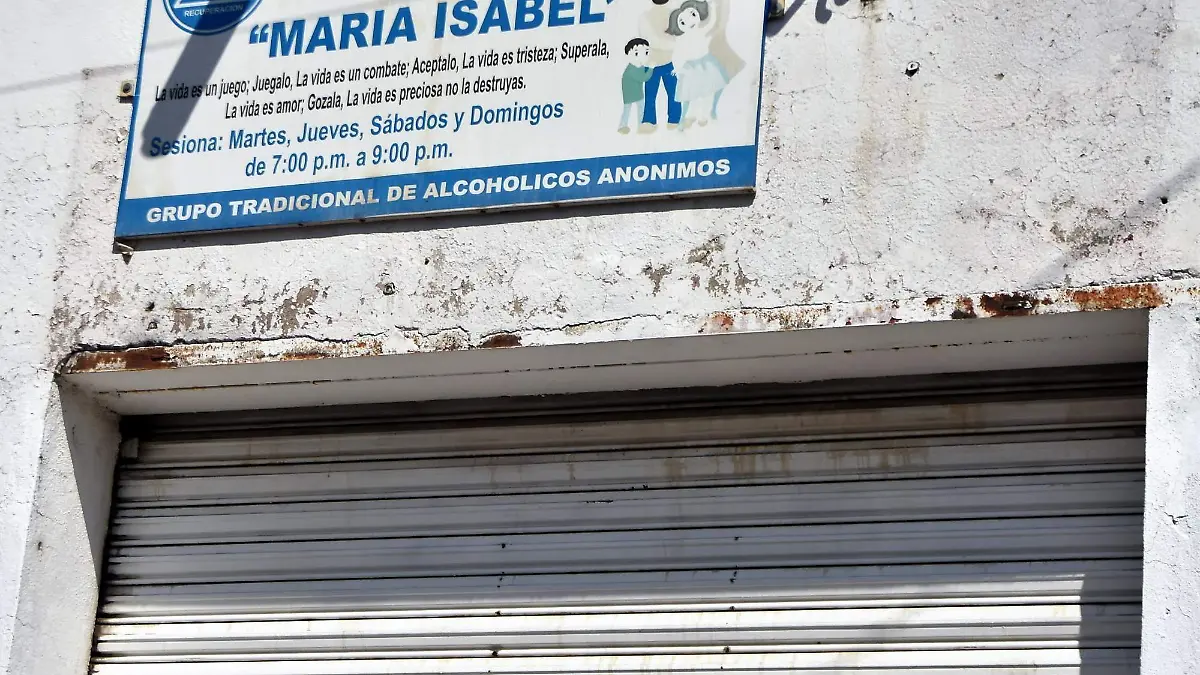 RECUPERACIÓN
“MARIA ISABEL”
La vida es un juego; Juegalo, La vida es un combate; Aceptalo, La vida es tristeza; Superala,
La vida es amor; Gozala, La vida es preciosa no la destruyas.
Sesiona: Martes, Jueves, Sábados y Domingos
de 7:00 p.m. a 9:00 p.m.
GRUPO TRADICIONAL DE ALCOHOLICOS ANONIMOS